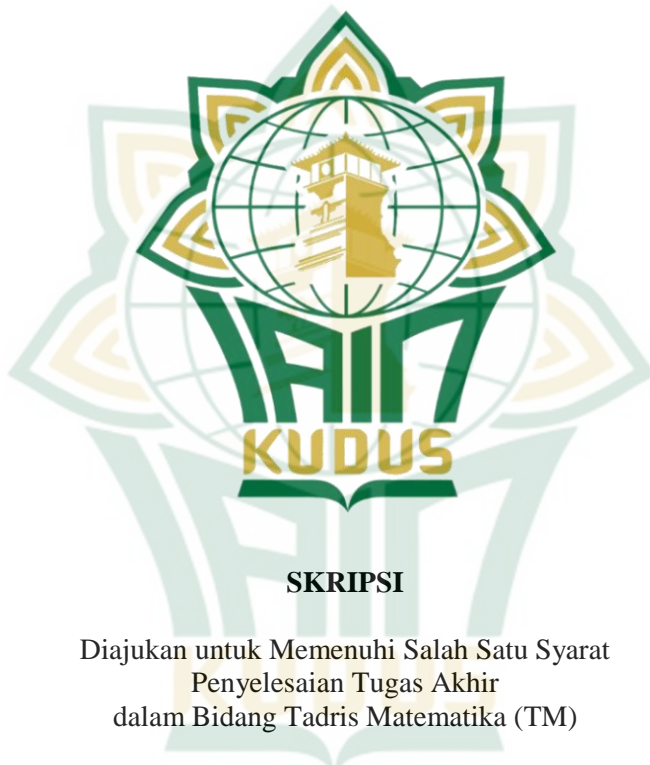 IAIN
KUDUS
SKRIPSI
Diajukan untuk Memenuhi Salah Satu Syarat
Penyelesaian Tugas Akhir
dalam Bidang Tadris Matematika (TM)